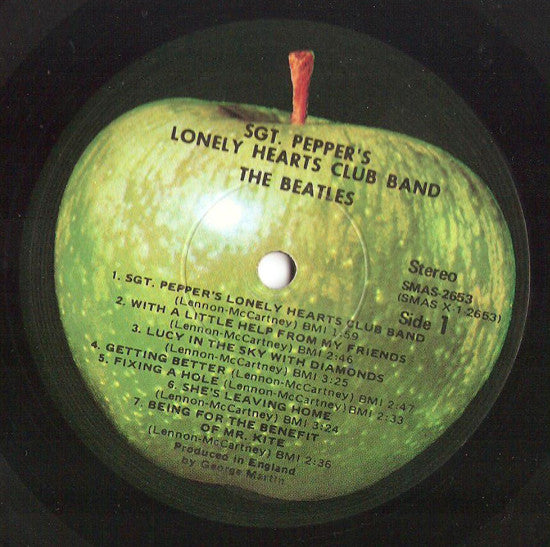 SGT. PEPPER'S
LONELY HEARTS CLUB BAND
THE BEATLES
Stereo
SMAS-2653
(SMAS X-1-2653)
Side 1
1. SGT. PEPPER'S LONELY HEARTS CLUB BAND
(Lennon-McCartney) BMI 1:59
2. WITH A LITTLE HELP FROM MY FRIENDS
(Lennon-McCartney) BMI 2:46
3. LUCY IN THE SKY WITH DIAMONDS
(Lennon-McCartney) BMI 3:25
4. GETTING BETTER (Lennon-McCartney) BMI 2:47
5. FIXING A HOLE (Lennon-McCartney) BMI 2:33
6. SHE'S LEAVING HOME
(Lennon-McCartney) BMI 3:24
7. BEING FOR THE BENEFIT
OF MR. KITE
(Lennon-McCartney) BMI 2:36
Produced in England
by George Martin